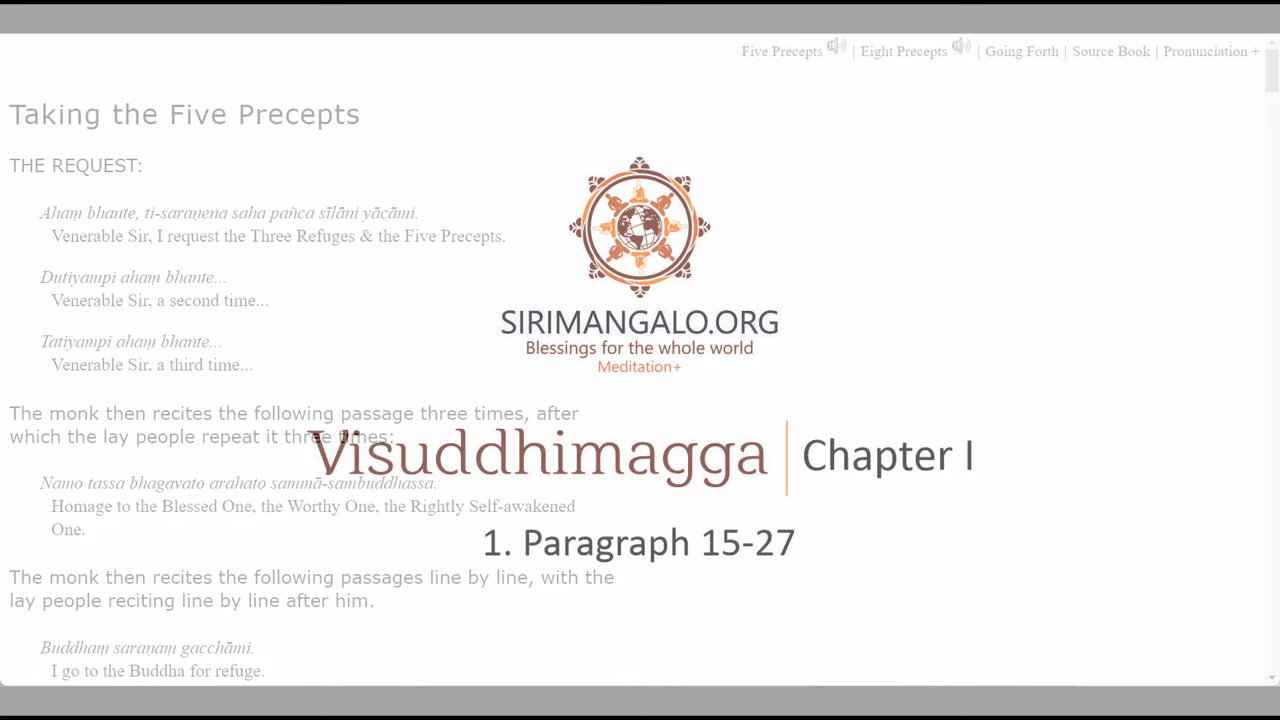 Five Precepts | Eight Precepts | Going Forth | Source Book | Pronunciation +
Taking the Five Precepts
THE REQUEST:
Ahaṃ bhante, ti-saraṇena saha pañca sīlāni yācāmi.
Venerable Sir, I request the Three Refuges & the Five Precepts.
Dutiyampi ahaṃ bhante...
Venerable Sir, a second time...
Tatiyampi ahaṃ bhante...
Venerable Sir, a third time...
The monk then recites the following passage three times, after
which the lay people repeat it three times:
Namo tassa bhagavato arahato sammā-sambuddhassa.
Homage to the Blessed One, the Worthy One, the Rightly Self-awakened
One.
The monk then recites the following passages line by line, with the
lay people reciting line by line after him.
Buddhaṃ saraṇaṃ gacchāmi.
I go to the Buddha for refuge.
SIRIMANGALO.ORG
Blessings for the whole world
Meditation+
Visuddhimagga | Chapter I
1. Paragraph 15-27